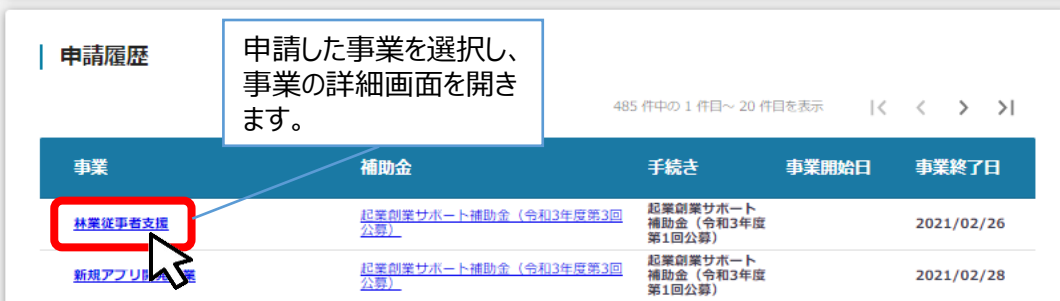 申請履歴
申請した事業を選択し、
事業の詳細画面を開き
ます。
485 件中の 1 件目～ 20 件目を表示
事業 補助金 手続き 事業開始日 事業終了日
林業従事者支援
起業創業サポート補助金（令和3年度第3回
公募）
起業創業サポート
補助金（令和3年度
第1回公募）
2021/02/26
新規アプリ開発
業
起業創業サポート補助金（令和3年度第3回
公募）
起業創業サポート
補助金（令和3年度
第1回公募）
2021/02/28